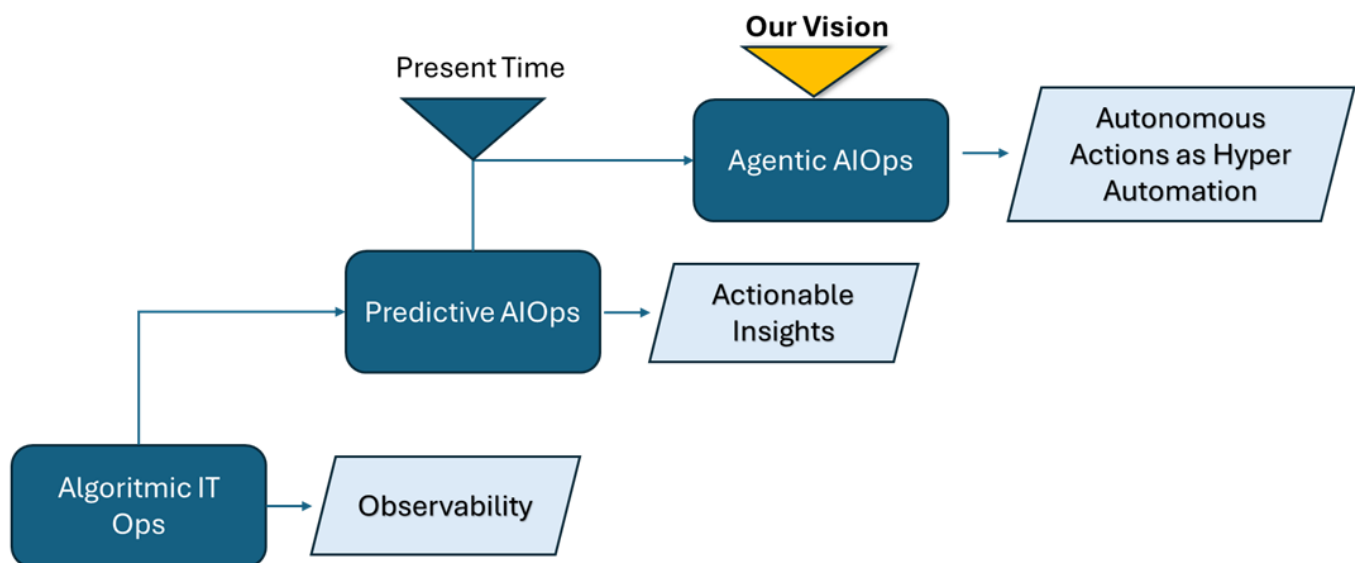 Our Vision
Present Time
Agentic AIOps
Autonomous
Actions as Hyper
Automation
Predictive AIOps
Actionable
Insights
Algoritmic IT
Ops
Observability